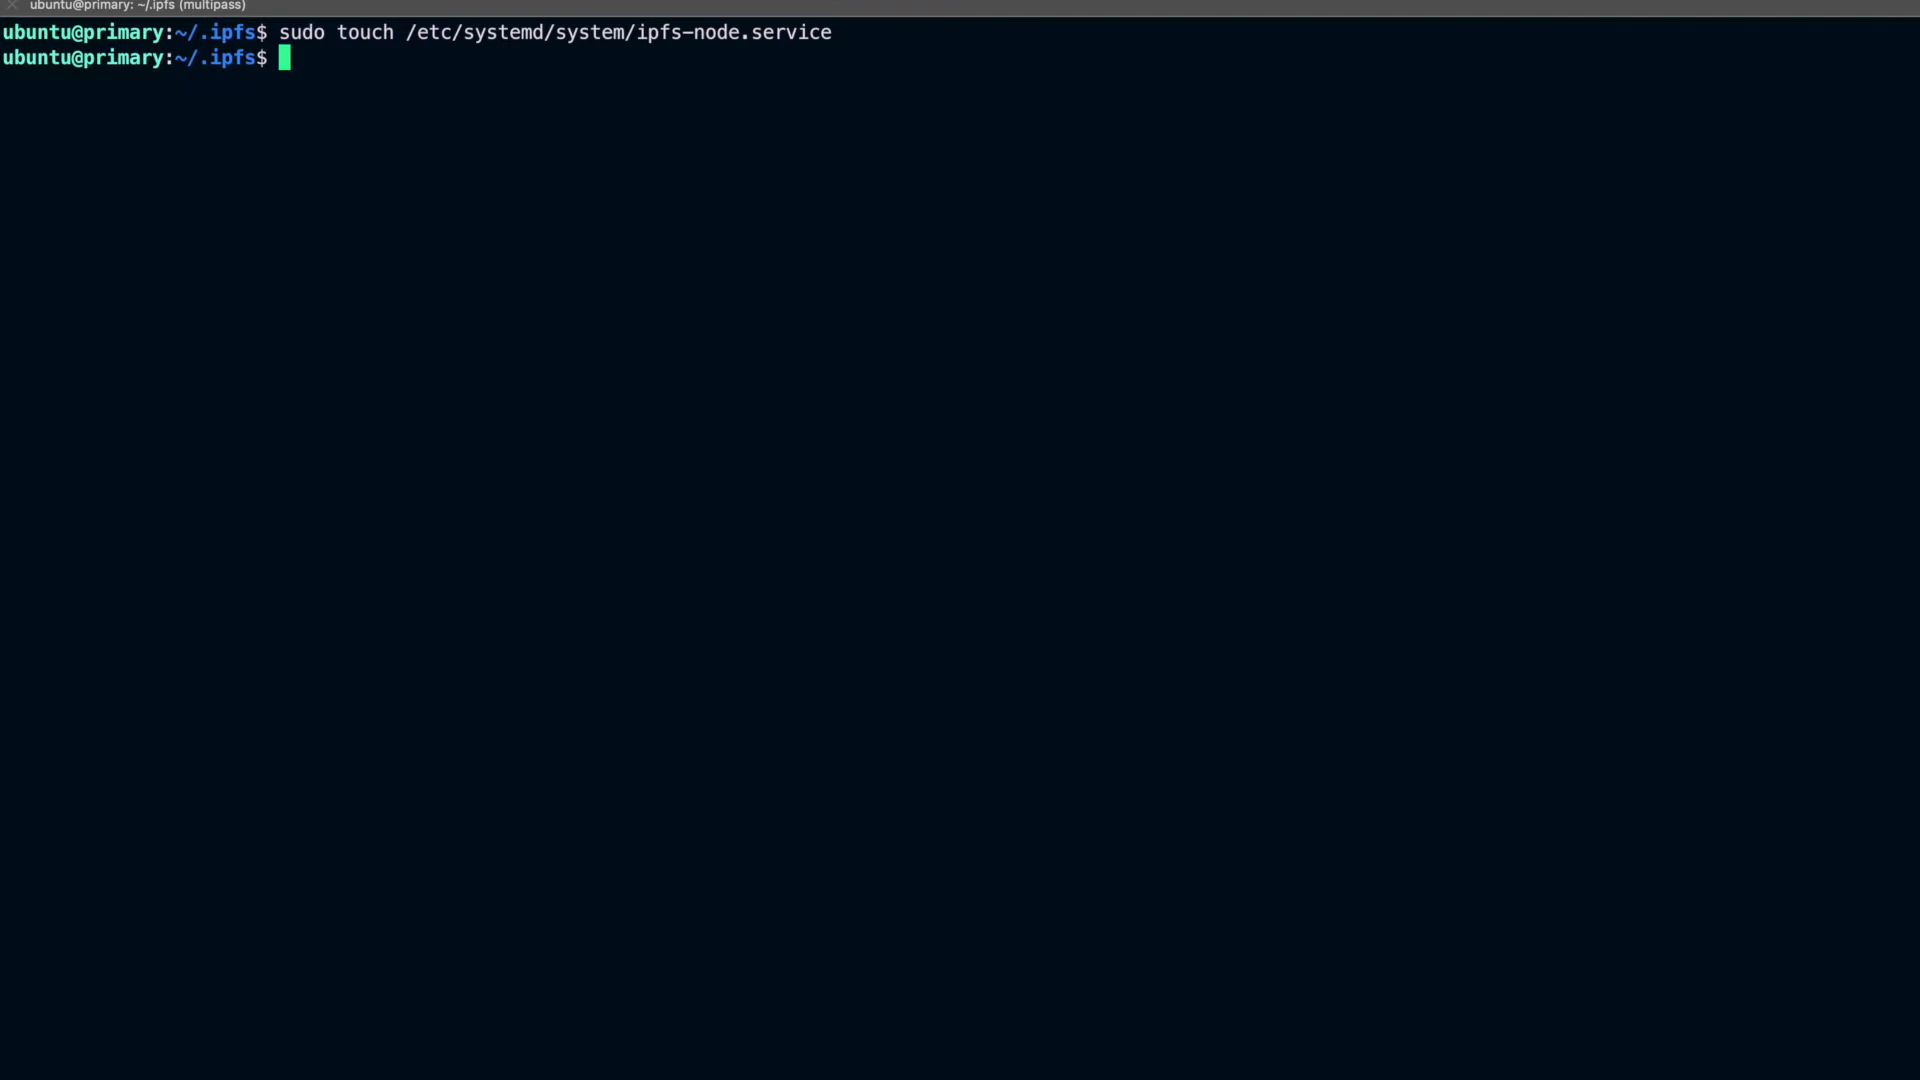 ubuntu@primary: ~/.ipfs (multipass)
ubuntu@primary:~/.ipfs$ sudo touch /etc/systemd/system/ipfs-node.service
ubuntu@primary:~/.ipfs$